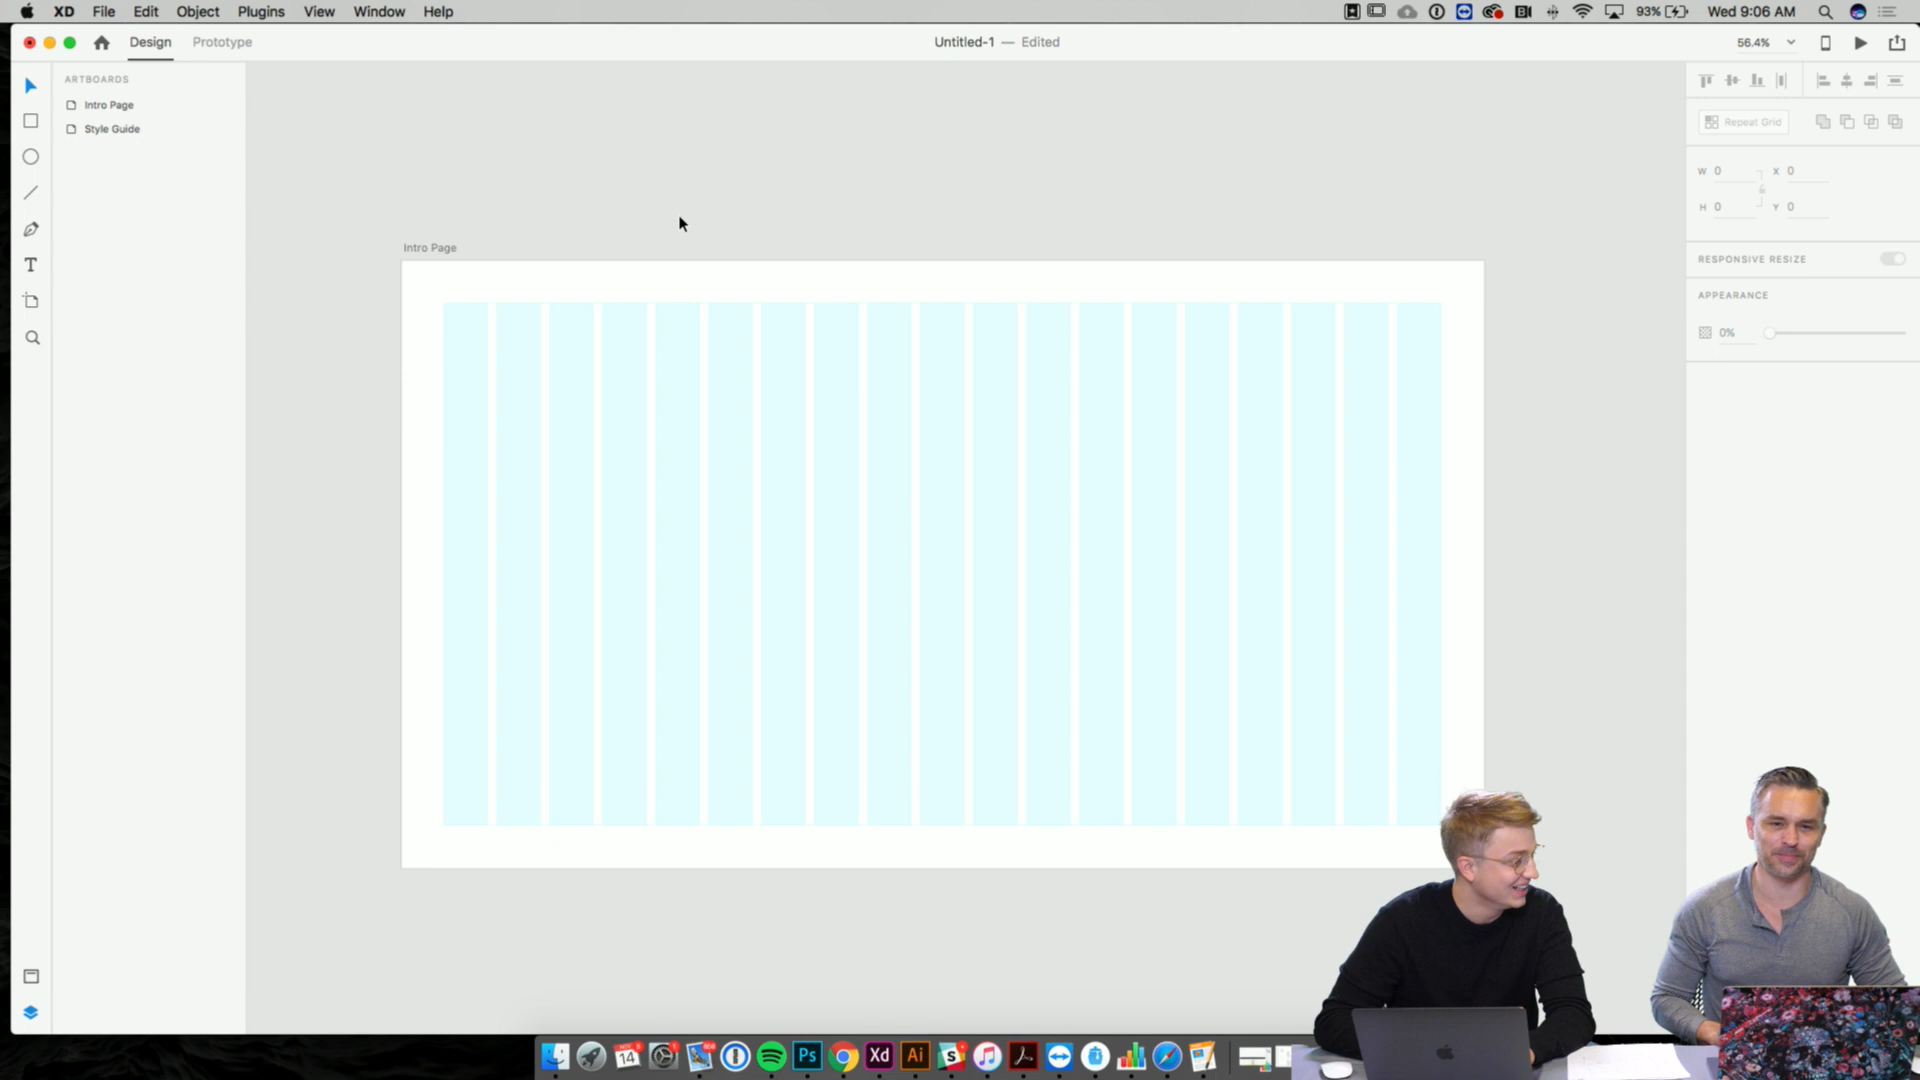 XD File Edit Object Plugins View Window Help 93% Wed 9:06 AM
Design Prototype Untitled-1 — Edited 56.4%
ARTBOARDS
Intro Page
Style Guide
Intro Page
Repeat Grid
W 0 X 0
H 0 Y 0
RESPONSIVE RESIZE
APPEARANCE
0%
T
14 Ps Xd Ai S